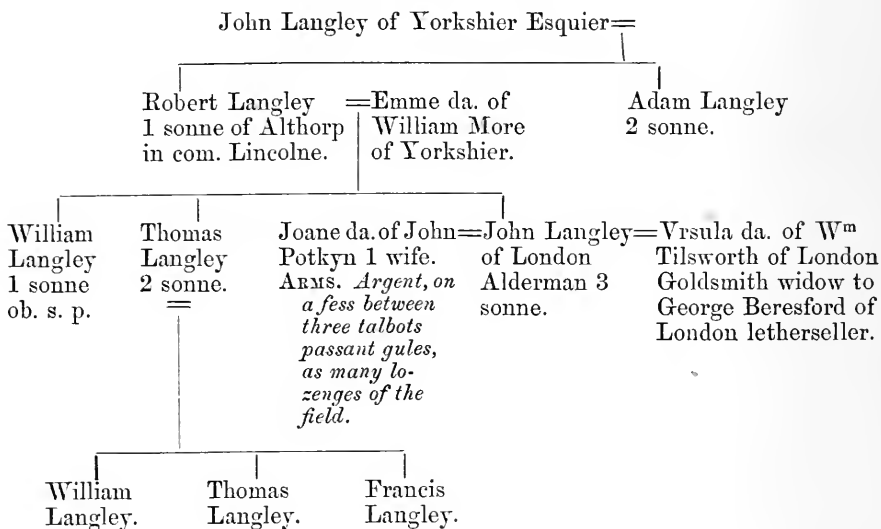 John Langley of Yorkshier Esquier=
Robert Langley
1 sonne of Althorp
in com. Lincolne.
=Emme da. of
William More
of Yorkshier.
Adam Langley
2 sonne.
William
Langley
1 sonne
ob. s. p.
Thomas
Langley
2 sonne.
=
Joane da. of John
Potkyn 1 wife.
ARMS. Argent, on
a fess between
three talbots
passant gules,
as many lo-
zenges of the
field.
=John Langley
of London
Alderman 3
sonne.
=Vrsula da. of Wᵐ
Tilsworth of London
Goldsmith widow to
George Beresford of
London letherseller.
William
Langley.
Thomas
Langley.
Francis
Langley.